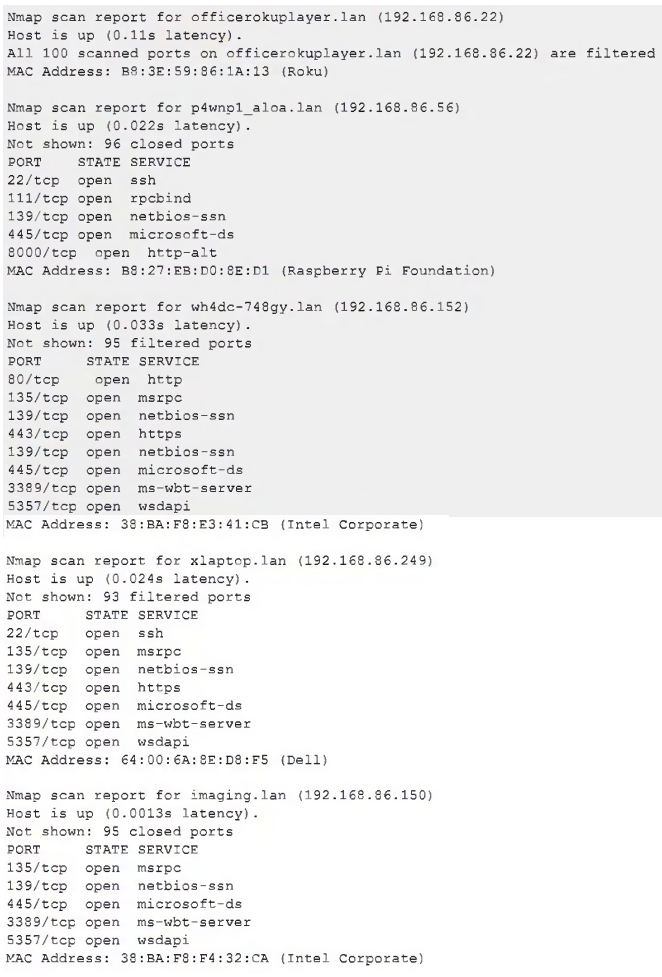 Nmap scan report for officerokuplayer.lan (192.168.86.22)
Host is up (0.11s latency).
All 100 scanned ports on officerokuplayer.lan (192.168.86.22) are filtered
MAC Address: B8:3E:59:86:1A:13 (Roku)

Nmap scan report for p4wnp1_aloa.lan (192.168.86.56)
Host is up (0.022s latency).
Not shown: 96 closed ports
PORT STATE SERVICE
22/tcp open ssh
111/tcp open rpcbind
139/tcp open netbios-ssn
445/tcp open microsoft-ds
8000/tcp open http-alt
MAC Address: B8:27:EB:D0:8E:D1 (Raspberry Pi Foundation)

Nmap scan report for wh4dc-748gy.lan (192.168.86.152)
Host is up (0.033s latency).
Not shown: 95 filtered ports
PORT STATE SERVICE
80/tcp open http
135/tcp open msrpc
139/tcp open netbios-ssn
443/tcp open https
139/tcp open netbios-ssn
445/tcp open microsoft-ds
3389/tcp open ms-wbt-server
5357/tcp open wsdapi
MAC Address: 38:BA:F8:E3:41:CB (Intel Corporate)

Nmap scan report for xlaptop.lan (192.168.86.249)
Host is up (0.024s latency).
Not shown: 93 filtered ports
PORT STATE SERVICE
22/tcp open ssh
135/tcp open msrpc
139/tcp open netbios-ssn
443/tcp open https
445/tcp open microsoft-ds
3389/tcp open ms-wbt-server
5357/tcp open wsdapi
MAC Address: 64:00:6A:8E:D8:F5 (Dell)

Nmap scan report for imaging.lan (192.168.86.150)
Host is up (0.0013s latency).
Not shown: 95 closed ports
PORT STATE SERVICE
135/tcp open msrpc
139/tcp open netbios-ssn
445/tcp open microsoft-ds
3389/tcp open ms-wbt-server
5357/tcp open wsdapi
MAC Address: 38:BA:F8:F4:32:CA (Intel Corporate)